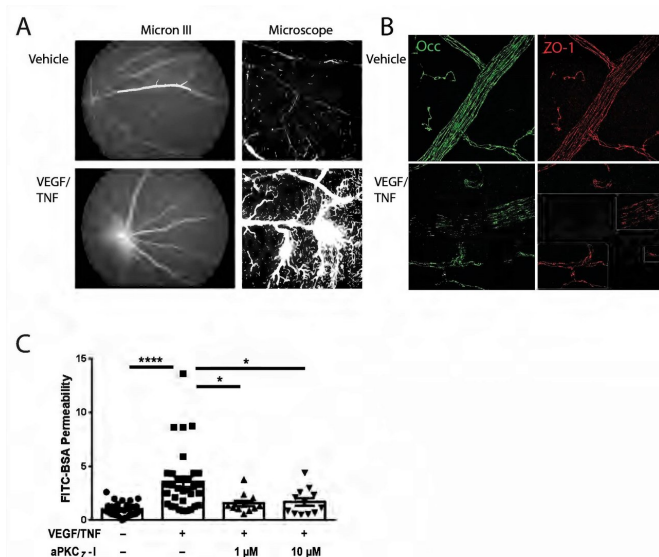 A
Micron III
Microscope
Vehicle
VEGF/
TNF
B
Occ
ZO-1
Vehicle
VEGF/
TNF
C
FITC-BSA Permeability
15
10
5
0
****
*
*
VEGF/TNF – + + +
aPKCz-I – – 1 µM 10 µM